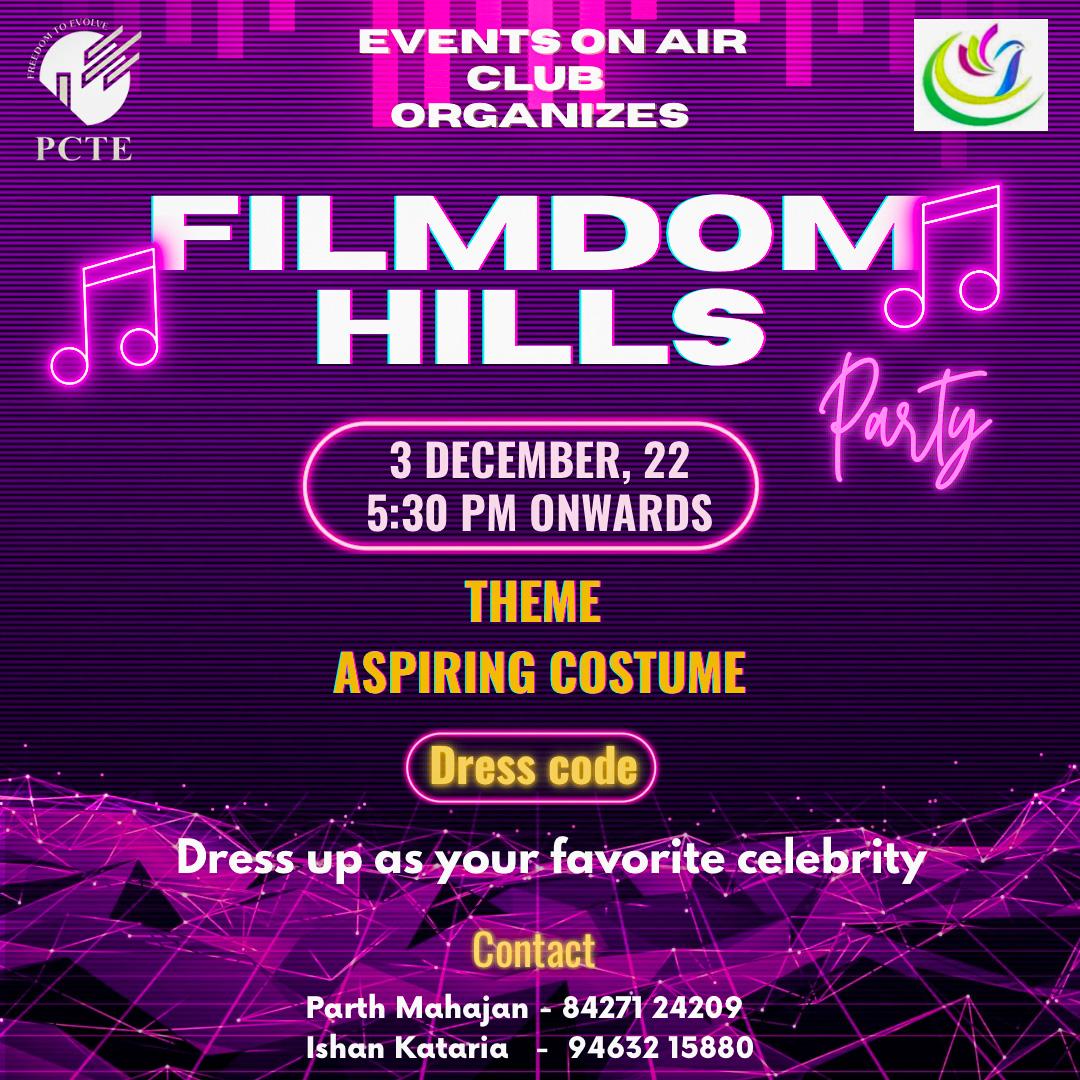 FREEDOM TO EVOLVE
PCTE
EVENTS ON AIR
CLUB
ORGANIZES
FILMDOM
HILLS
Party
3 DECEMBER, 22
5:30 PM ONWARDS
THEME
ASPIRING COSTUME
Dress code
Dress up as your favorite celebrity
Contact
Parth Mahajan - 84271 24209
Ishan Kataria - 94632 15880